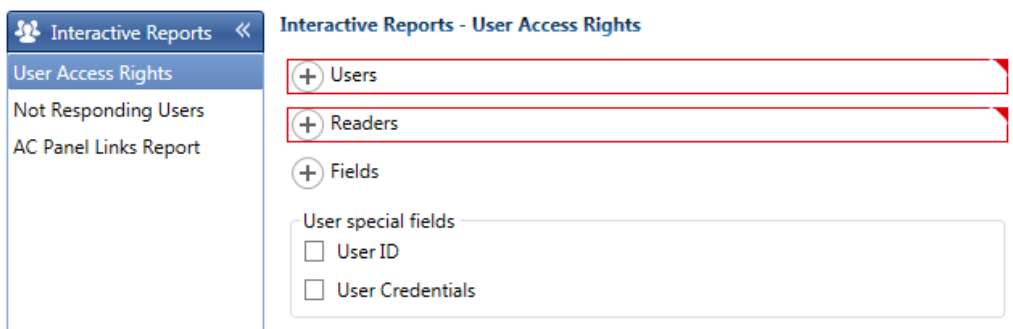 Interactive Reports
User Access Rights
Not Responding Users
AC Panel Links Report
Interactive Reports - User Access Rights
Users
Readers
Fields
User special fields
User ID
User Credentials